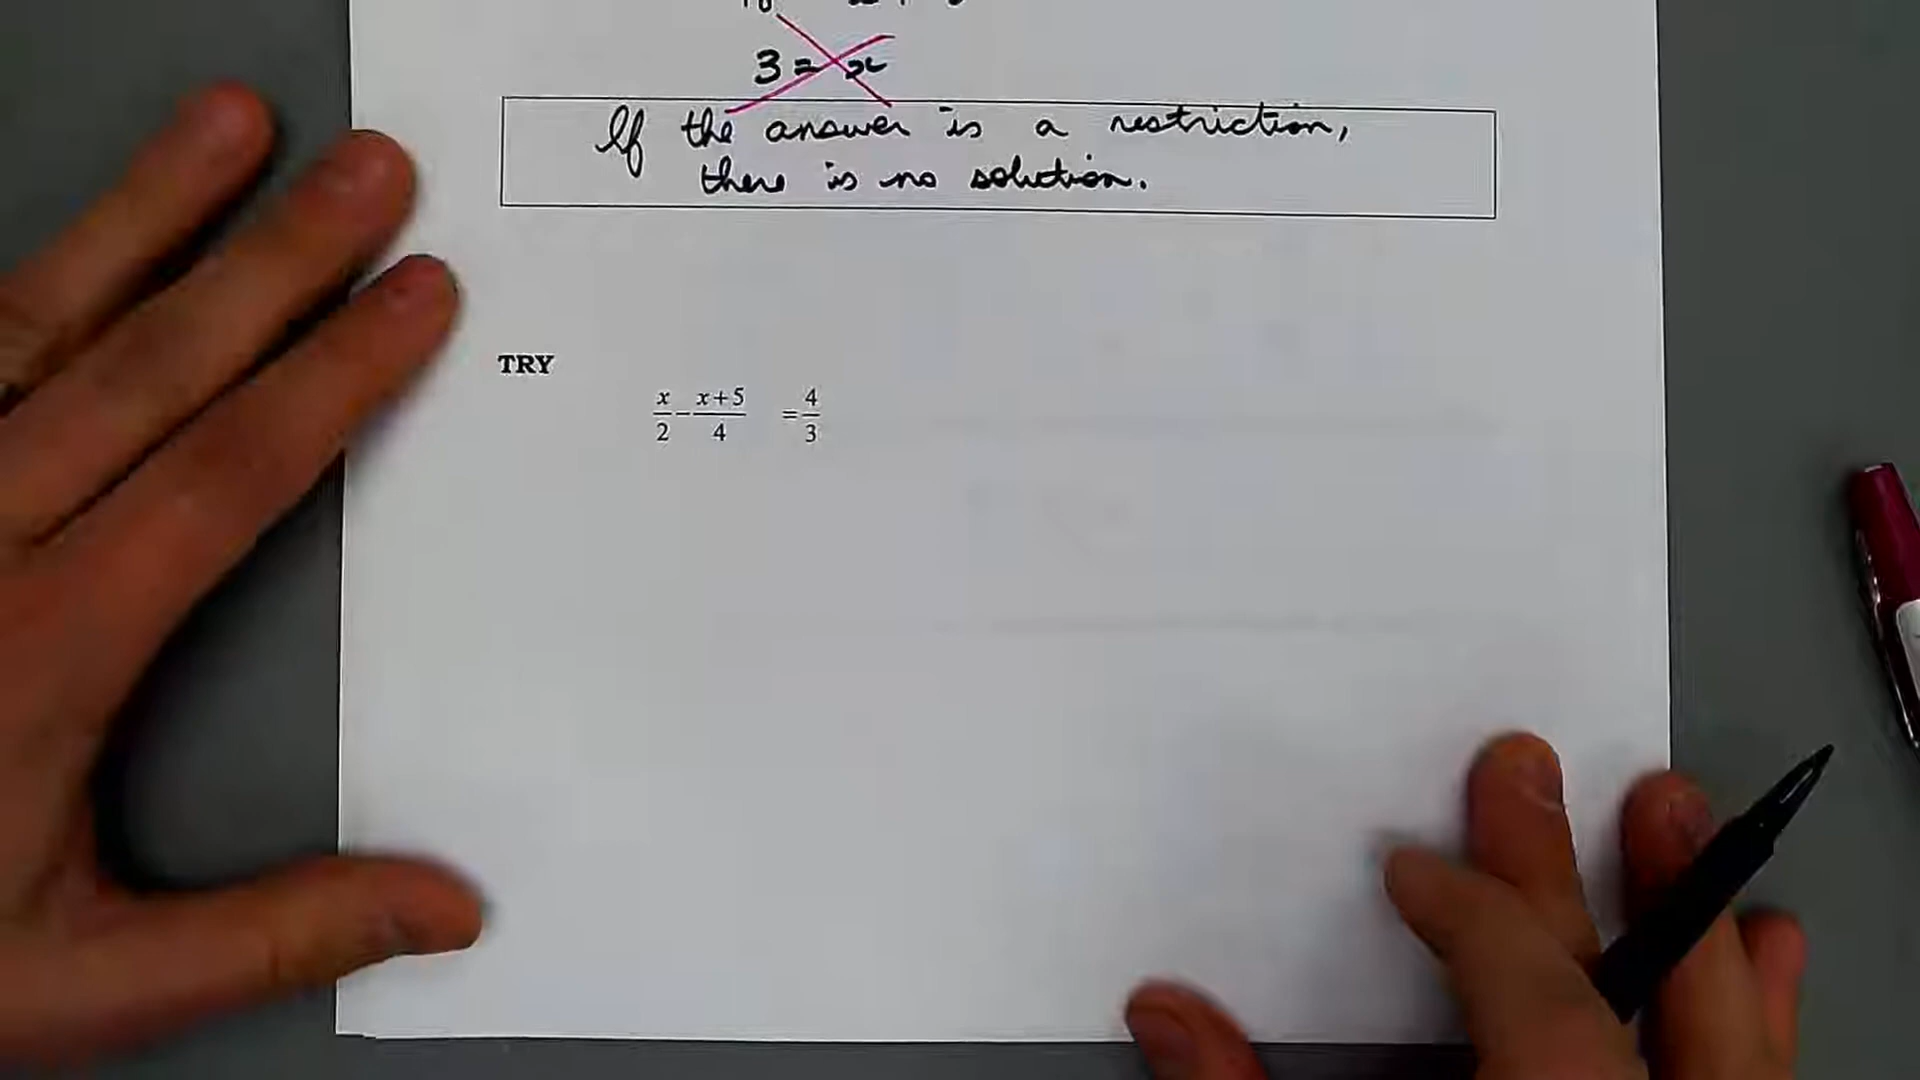 3 = x
If the answer is a restriction,
there is no solution.
TRY
x/2 - x+5/4 = 4/3